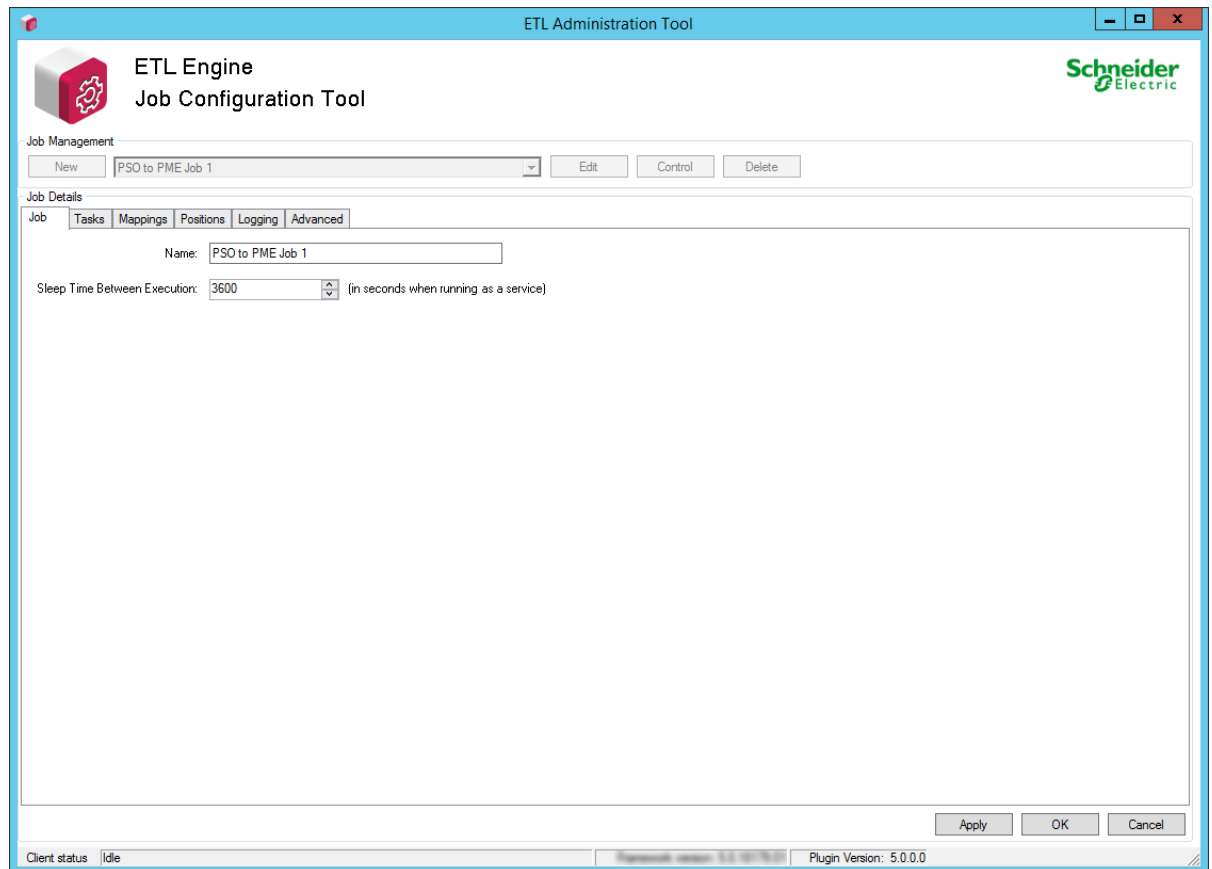 ETL Administration Tool
ETL Engine
Job Configuration Tool
Schneider
Electric
Job Management
New PSO to PME Job 1 Edit Control Delete
Job Details
Job Tasks Mappings Positions Logging Advanced
Name: PSO to PME Job 1
Sleep Time Between Execution: 3600 (in seconds when running as a service)
Apply OK Cancel
Client status Idle Plugin Version: 5.0.0.0